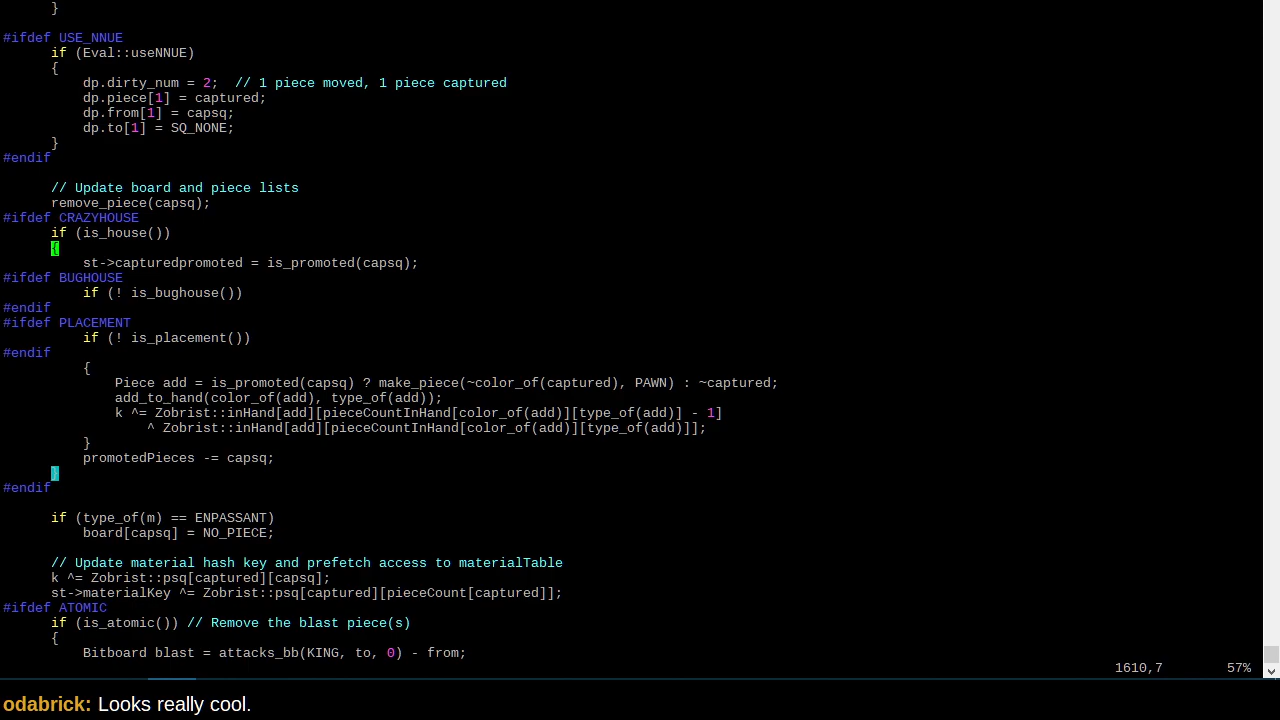 }

#ifdef USE_NNUE
      if (Eval::useNNUE)
      {
          dp.dirty_num = 2;  // 1 piece moved, 1 piece captured
          dp.piece[1] = captured;
          dp.from[1] = capsq;
          dp.to[1] = SQ_NONE;
      }
#endif

      // Update board and piece lists
      remove_piece(capsq);
#ifdef CRAZYHOUSE
      if (is_house())
      {
          st->capturedpromoted = is_promoted(capsq);
#ifdef BUGHOUSE
          if (! is_bughouse())
#endif
#ifdef PLACEMENT
          if (! is_placement())
#endif
          {
              Piece add = is_promoted(capsq) ? make_piece(~color_of(captured), PAWN) : ~captured;
              add_to_hand(color_of(add), type_of(add));
              k ^= Zobrist::inHand[add][pieceCountInHand[color_of(add)][type_of(add)] - 1]
                  ^ Zobrist::inHand[add][pieceCountInHand[color_of(add)][type_of(add)]];
          }
          promotedPieces -= capsq;
      }
#endif

      if (type_of(m) == ENPASSANT)
          board[capsq] = NO_PIECE;

      // Update material hash key and prefetch access to materialTable
      k ^= Zobrist::psq[captured][capsq];
      st->materialKey ^= Zobrist::psq[captured][pieceCount[captured]];
#ifdef ATOMIC
      if (is_atomic()) // Remove the blast piece(s)
      {
          Bitboard blast = attacks_bb(KING, to, 0) - from;
1610,7 57%
odabrick: Looks really cool.